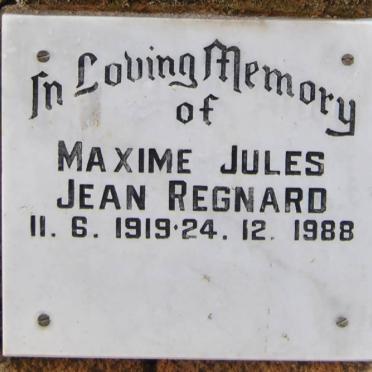 In Loving Memory
of
MAXIME JULES
JEAN REGNARD
11. 6. 1919·24. 12. 1988